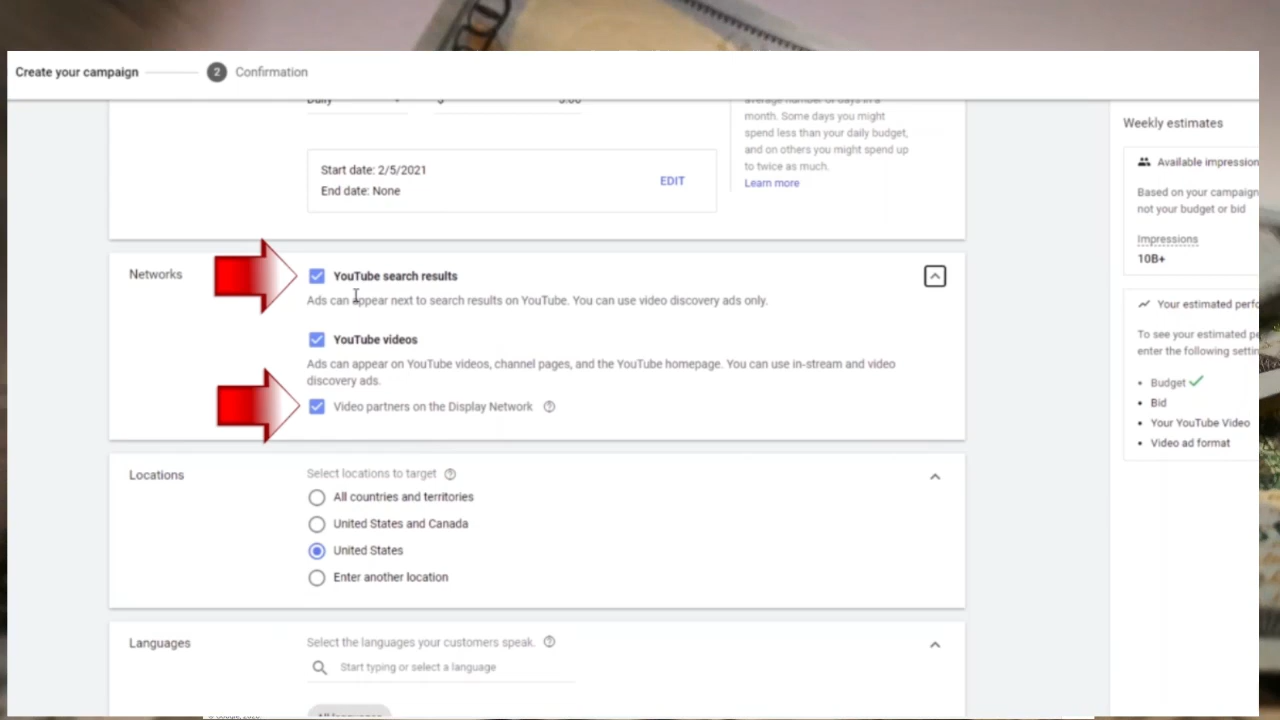 Create your campaign
2
Confirmation
Daily
$
5.00
average number of days in a
month. Some days you might
spend less than your daily budget,
and on others you might spend up
to twice as much.
Learn more
Start date: 2/5/2021
End date: None
EDIT
Networks
YouTube search results
Ads can appear next to search results on YouTube. You can use video discovery ads only.
YouTube videos
Ads can appear on YouTube videos, channel pages, and the YouTube homepage. You can use in-stream and video
discovery ads.
Video partners on the Display Network
Locations
Select locations to target
All countries and territories
United States and Canada
United States
Enter another location
Languages
Select the languages your customers speak.
Start typing or select a language
All languages
Weekly estimates
Available impression
Based on your campaign
not your budget or bid
Impressions
10B+
Your estimated perfo
To see your estimated pe
enter the following settin
• Budget
• Bid
• Your YouTube Video
• Video ad format
© Google, 2020.